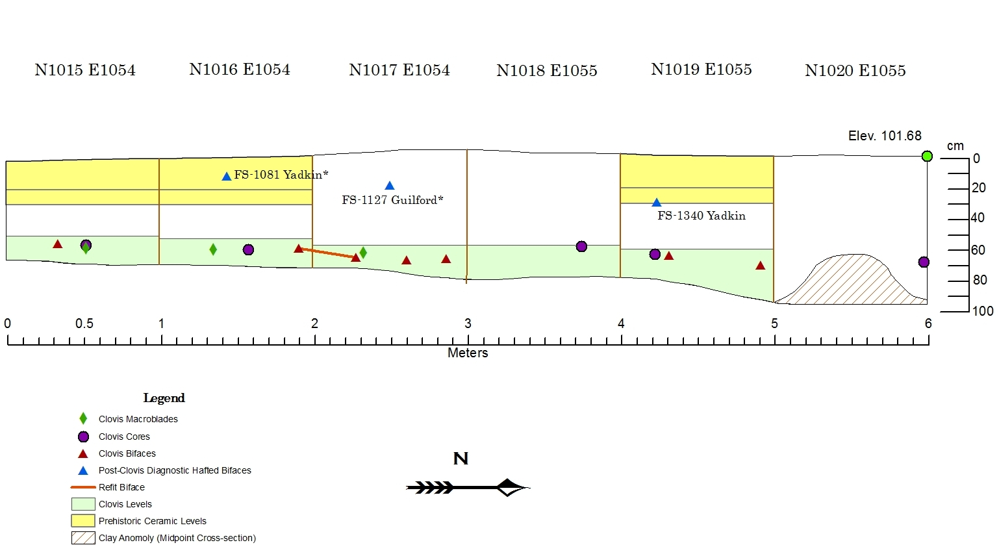 N1015 E1054 N1016 E1054 N1017 E1054 N1018 E1055 N1019 E1055 N1020 E1055
Elev. 101.68
cm
0
FS-1081 Yadkin*
20
FS-1127 Guilford*
FS-1340 Yadkin
40
60
80
100
0 0.5 1 2 3 4 5 6
Meters
Legend
Clovis Macroblades
Clovis Cores
Clovis Bifaces
Post-Clovis Diagnostic Hafted Bifaces
Refit Biface
Clovis Levels
Prehistoric Ceramic Levels
Clay Anomoly (Midpoint Cross-section)
N